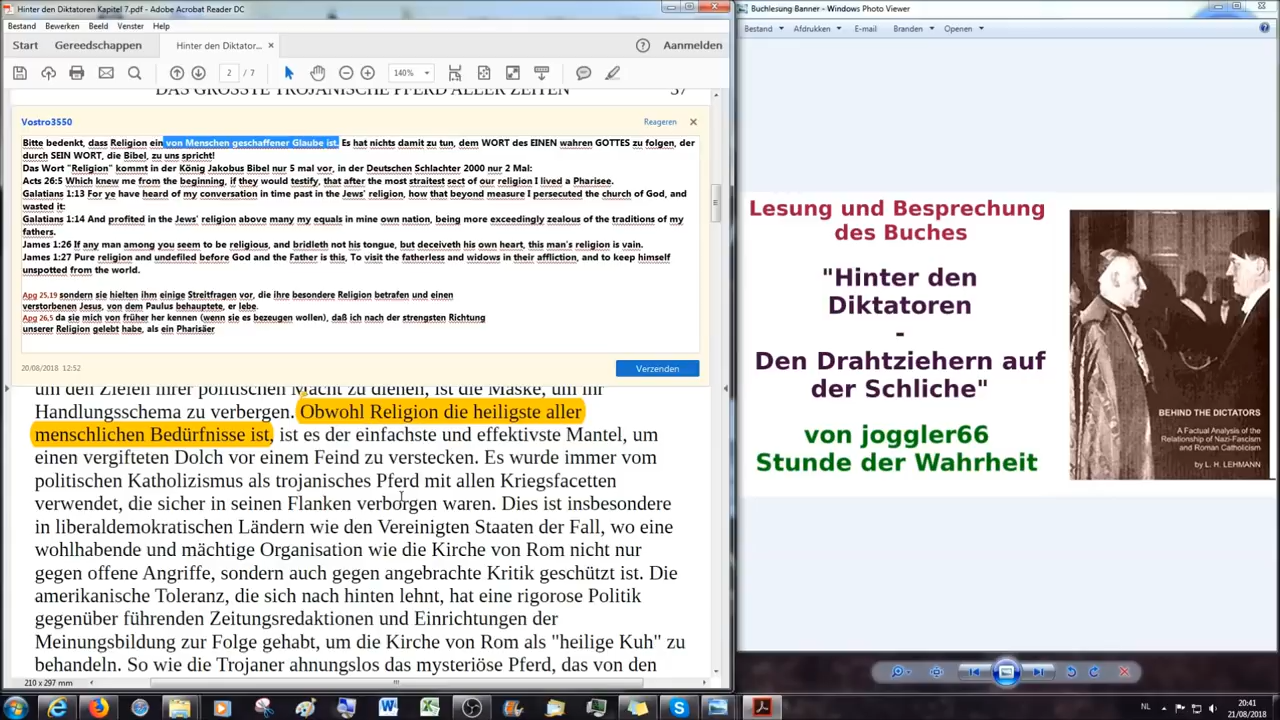 Hinter den Diktatoren Kapitel 7.pdf - Adobe Acrobat Reader DC
Bestand Bewerken Beeld Venster Help
Start Gereedschappen Hinter den Diktator... × Aanmelden
2 / 7 140%
DAS GRÖSSTE TROJANISCHE PFERD ALLER ZEITEN 37
Vostro3550 Reageren
Bitte bedenkt, dass Religion ein von Menschen geschaffener Glaube ist. Es hat nichts damit zu tun, dem WORT des EINEN wahren GOTTES zu folgen, der
durch SEIN WORT, die Bibel, zu uns spricht!
Das Wort "Religion" kommt in der König Jakobus Bibel nur 5 mal vor, in der Deutschen Schlachter 2000 nur 2 Mal:
Acts 26:5 Which knew me from the beginning, if they would testify, that after the most straitest sect of our religion I lived a Pharisee.
Galatians 1:13 For ye have heard of my conversation in time past in the Jews' religion, how that beyond measure I persecuted the church of God, and
wasted it:
Galatians 1:14 And profited in the Jews' religion above many my equals in mine own nation, being more exceedingly zealous of the traditions of my
fathers.
James 1:26 If any man among you seem to be religious, and bridleth not his tongue, but deceiveth his own heart, this man's religion is vain.
James 1:27 Pure religion and undefiled before God and the Father is this, To visit the fatherless and widows in their affliction, and to keep himself
unspotted from the world.
Apg 25,19 sondern sie hielten ihm einige Streitfragen vor, die ihre besondere Religion betrafen und einen
verstorbenen Jesus, von dem Paulus behauptete, er lebe.
Apg 26,5 da sie mich von früher her kennen (wenn sie es bezeugen wollen), daß ich nach der strengsten Richtung
unserer Religion gelebt habe, als ein Pharisäer
20/08/2018 12:52 Verzenden
um den Zielen ihrer politischen Macht zu dienen, ist die Maske, um ihr
Handlungsschema zu verbergen. Obwohl Religion die heiligste aller
menschlichen Bedürfnisse ist, ist es der einfachste und effektivste Mantel, um
einen vergifteten Dolch vor einem Feind zu verstecken. Es wurde immer vom
politischen Katholizismus als trojanisches Pferd mit allen Kriegsfacetten
verwendet, die sicher in seinen Flanken verborgen waren. Dies ist insbesondere
in liberaldemokratischen Ländern wie den Vereinigten Staaten der Fall, wo eine
wohlhabende und mächtige Organisation wie die Kirche von Rom nicht nur
gegen offene Angriffe, sondern auch gegen angebrachte Kritik geschützt ist. Die
amerikanische Toleranz, die sich nach hinten lehnt, hat eine rigorose Politik
gegenüber führenden Zeitungsredaktionen und Einrichtungen der
Meinungsbildung zur Folge gehabt, um die Kirche von Rom als "heilige Kuh" zu
behandeln. So wie die Trojaner ahnungslos das mysteriöse Pferd, das von den
210 x 297 mm
Buchlesung Banner - Windows Photo Viewer
Bestand Afdrukken E-mail Branden Openen
Lesung und Besprechung
des Buches
"Hinter den
Diktatoren
-
Den Drahtziehern auf
der Schliche"
von joggler66
Stunde der Wahrheit
BEHIND THE DICTATORS
A Factual Analysis of the
Relationship of Nazi-Fascism
and Roman Catholicism
by L. H. LEHMANN
NL 20:41
21/08/2018